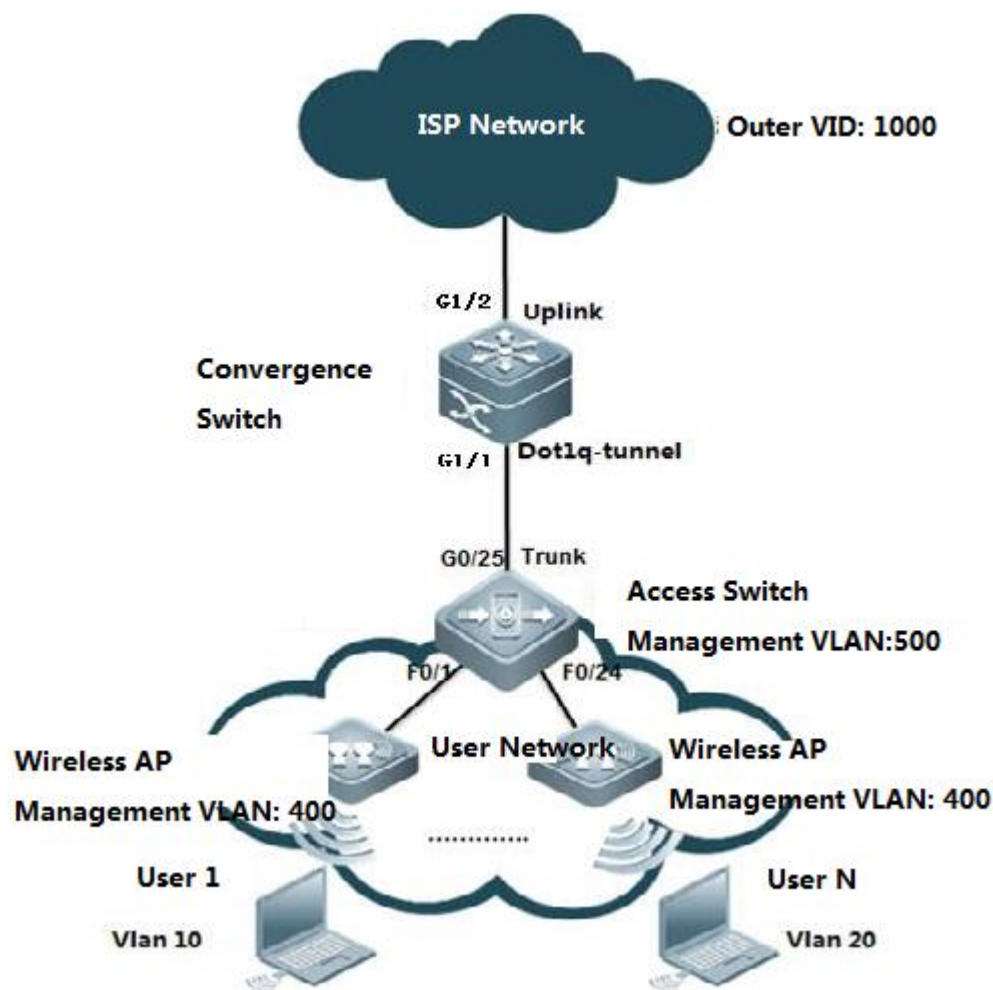 ISP Network
Outer VID: 1000
G1/2
Uplink
Convergence
Switch
G1/1
Dot1q-tunnel
G0/25
Trunk
Access Switch
Management VLAN:500
F0/1
F0/24
User Network
Wireless AP
Management VLAN: 400
Wireless AP
Management VLAN: 400
.............
User 1
User N
Vlan 10
Vlan 20